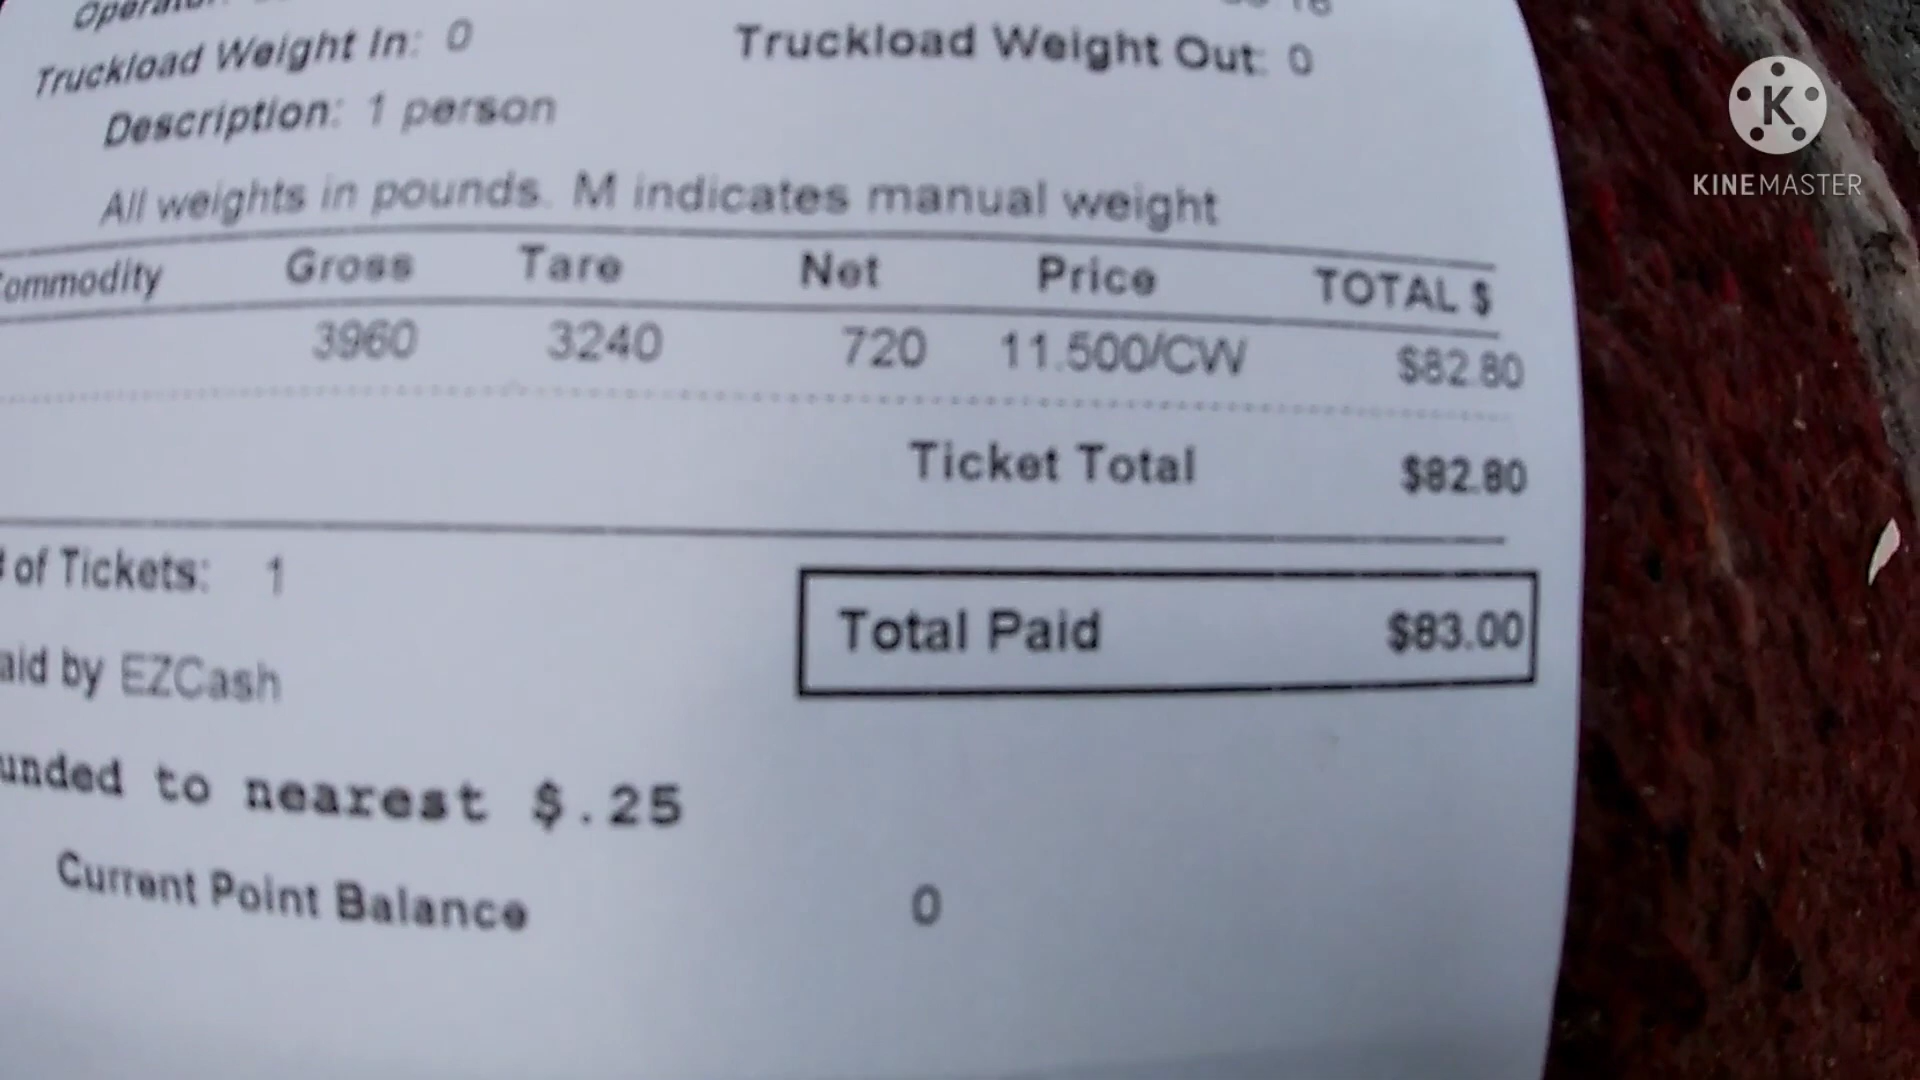 Truckload Weight In: 0 Truckload Weight Out: 0
Description: 1 person
All weights in pounds. M indicates manual weight
ommodity Gross Tare Net Price TOTAL $
3960 3240 720 11.500/CW $82.80
Ticket Total $82.80
of Tickets: 1
Total Paid $83.00
aid by EZCash
unded to nearest $.25
Current Point Balance 0
K
KINEMASTER